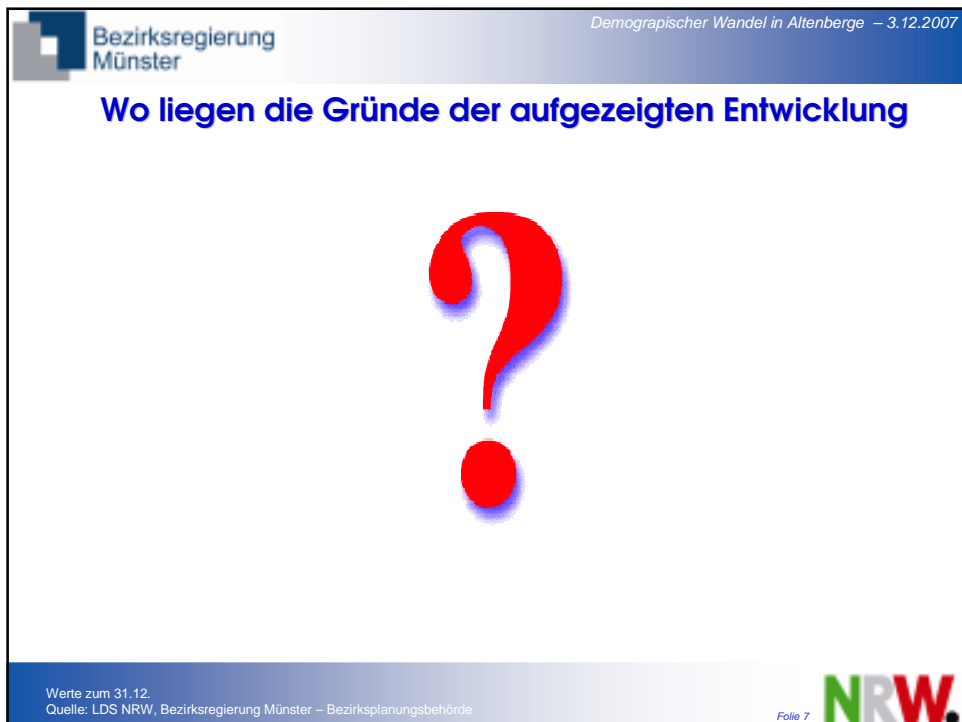 Demograpischer Wandel in Altenberge – 3.12.2007
Bezirksregierung
Münster
Wo liegen die Gründe der aufgezeigten Entwicklung
?
Werte zum 31.12.
Quelle: LDS NRW, Bezirksregierung Münster – Bezirksplanungsbehörde
Folie 7
NRW.